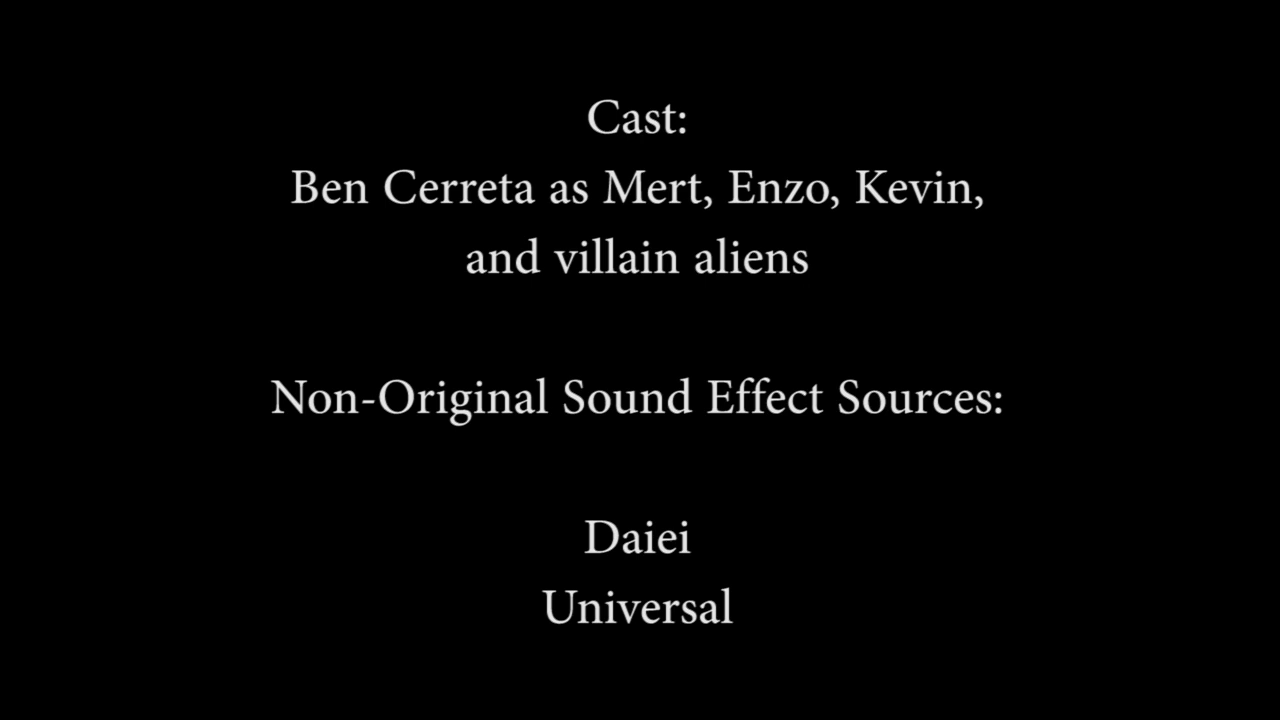 Cast:
Ben Cerreta as Mert, Enzo, Kevin,
and villain aliens
Non-Original Sound Effect Sources:
Daiei
Universal